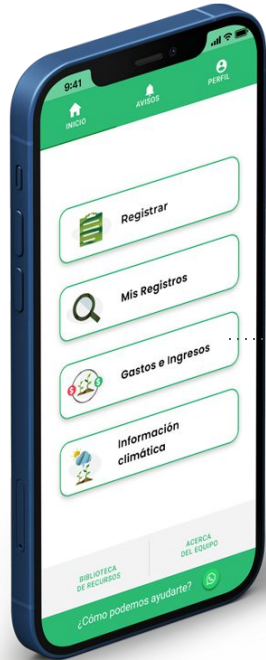 9:41
INICIO
AVISOS
PERFIL
Registrar
Mis Registros
Gastos e Ingresos
Información
climática
BIBLIOTECA
DE RECURSOS
ACERCA
DEL EQUIPO
¿Cómo podemos ayudarte?